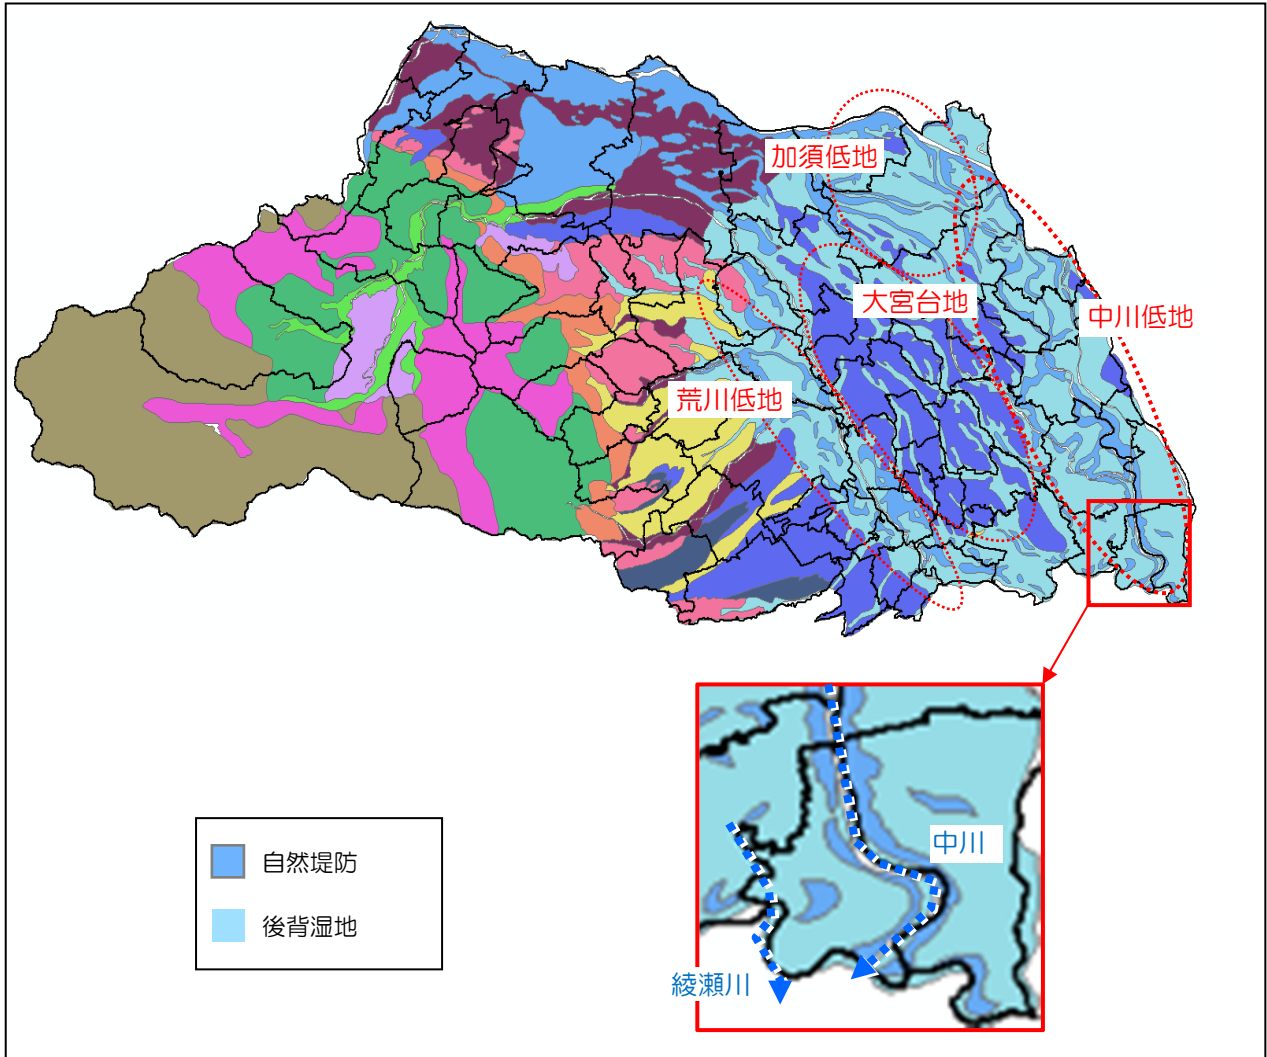 加須低地
大宮台地
中川低地
荒川低地
中川
綾瀬川
自然堤防
後背湿地